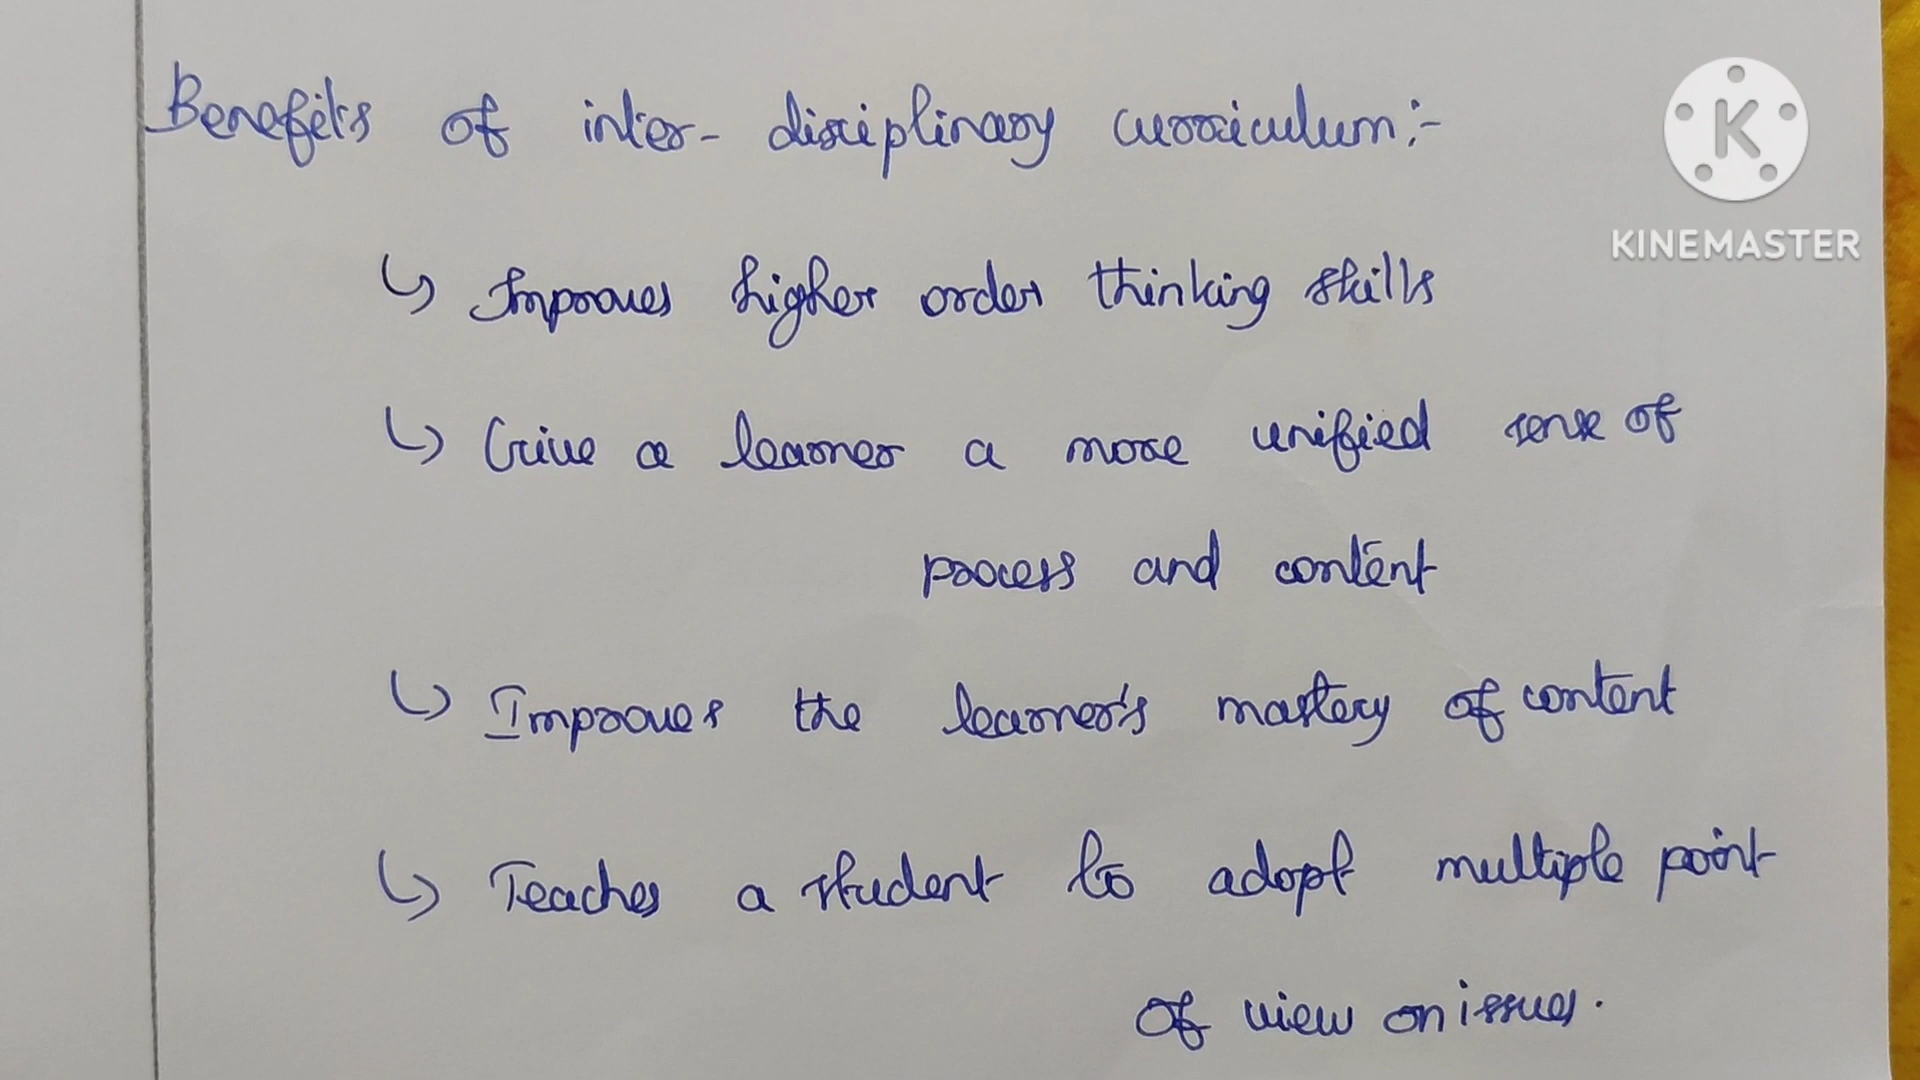 Benefits of inter-disciplinary curriculum:-
K
KINEMASTER
↳ Improves higher order thinking skills
↳ Give a learner a more unified sense of
process and content
↳ Improves the learner's mastery of content
↳ Teaches a student to adopt multiple point
of view on issues.